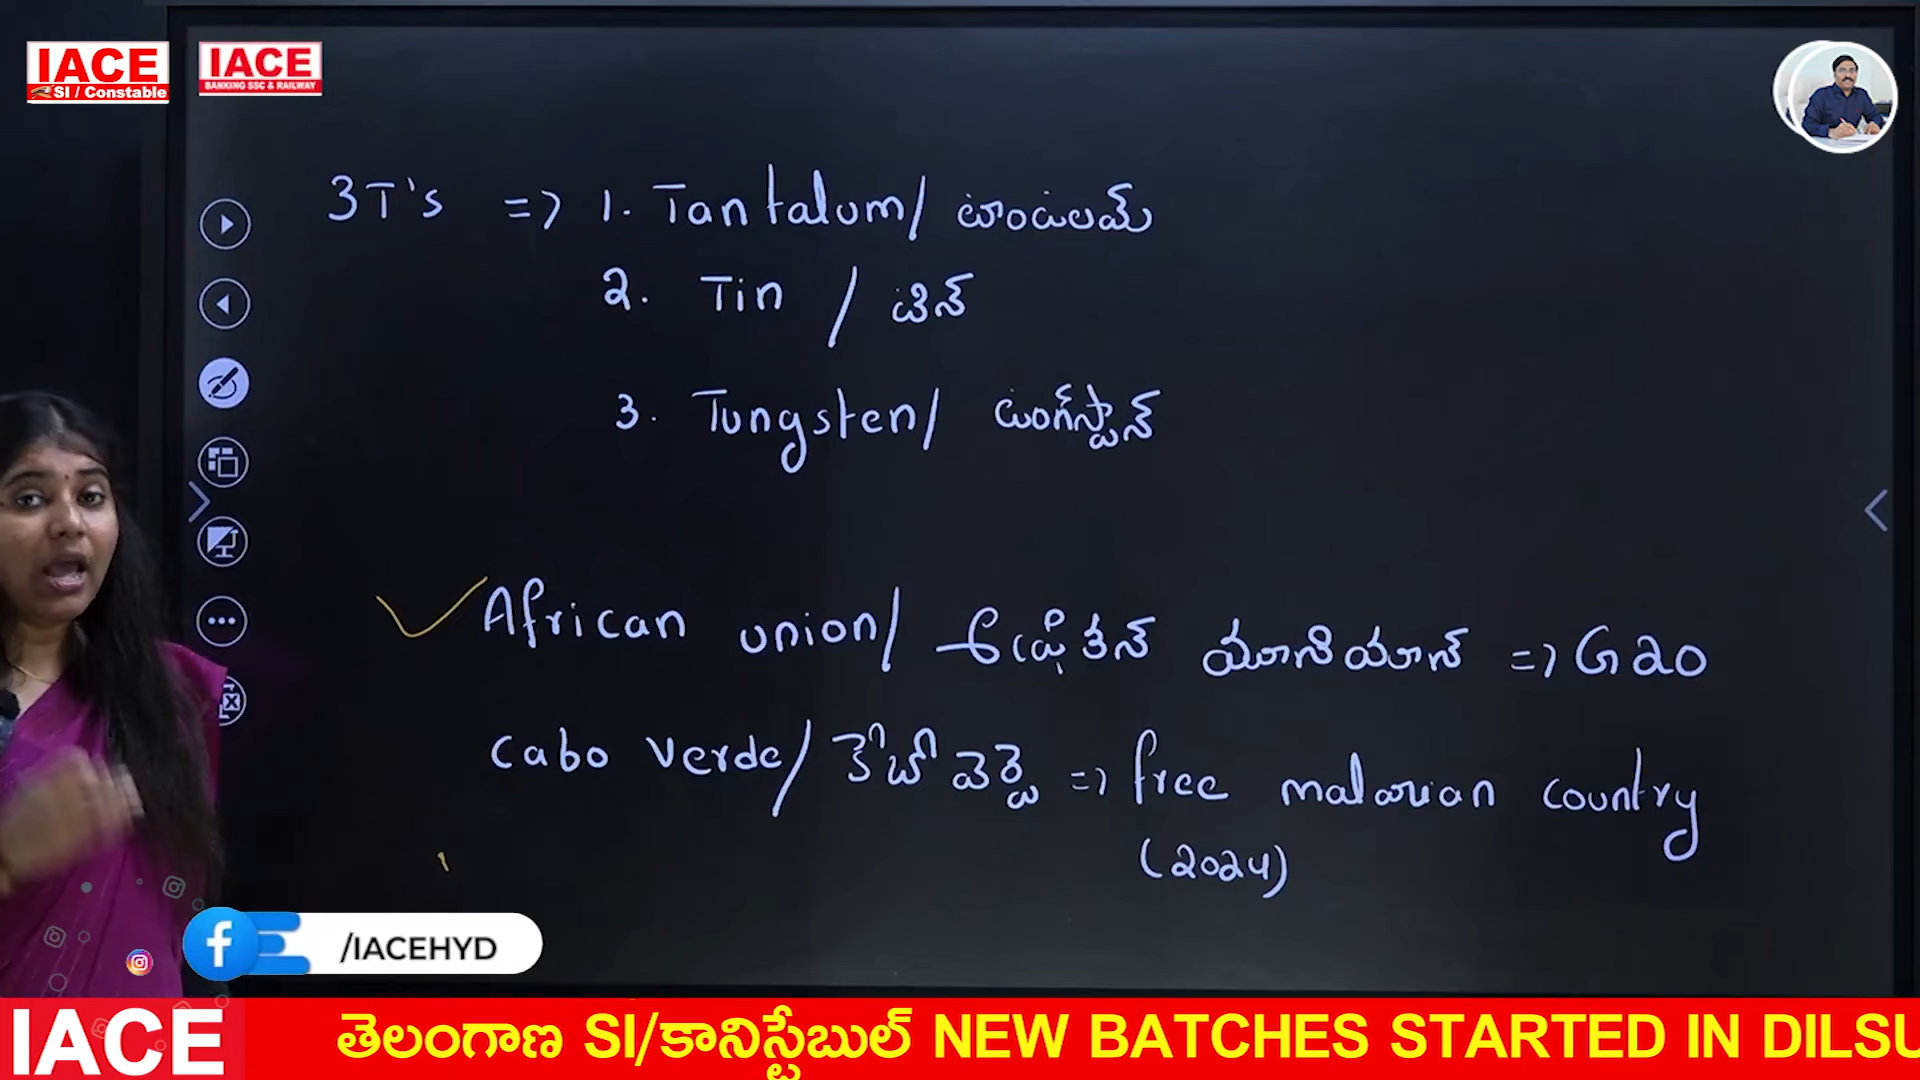 IACE
SI / Constable
IACE
BANKING SSC & RAILWAY
3T's => 1. Tantalum / టాంటలమ్
2. Tin / టిన్
3. Tungsten / టంగ్‌స్టన్
African union / ఆఫ్రికన్ యూనియన్ => G20
Cabo Verde / కేబో వెర్డె => free malarian country
(2024)
/IACEHYD
IACE తెలంగాణ SI/కానిస్టేబుల్ NEW BATCHES STARTED IN DILSU